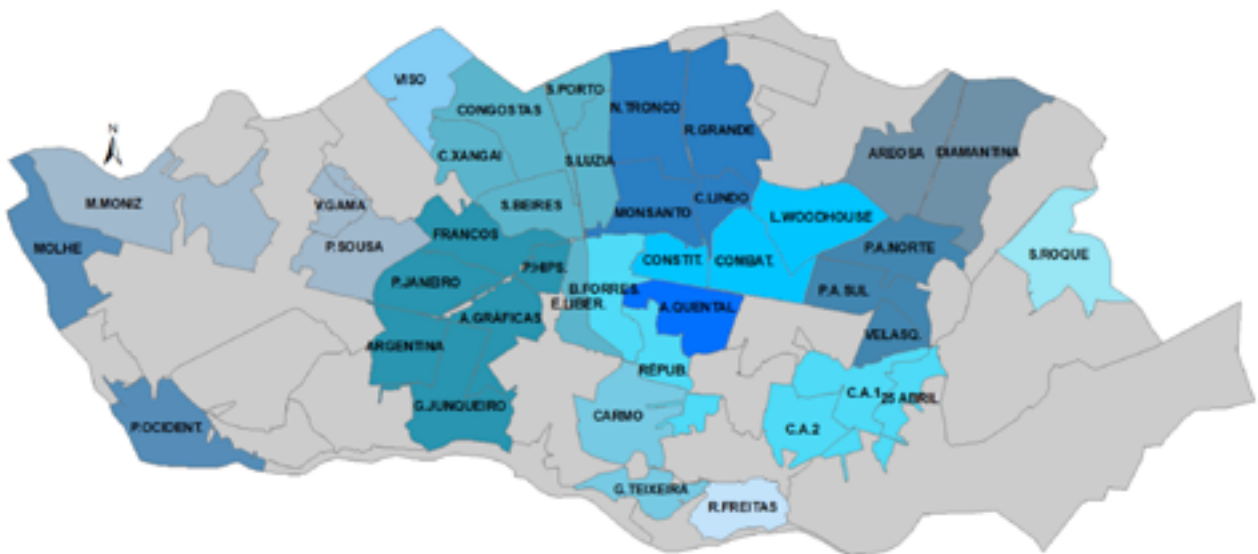 VISO
S.PORTO
CONGOSTAS
N.TRONCO
R.GRANDE
N
C.XANGAI
S.LUZIA
AREOSA
DIAMANTINA
M.MONIZ
V.GAMA
S.BEIRES
MONSANTO
C.LINDO
L.WOODHOUSE
MOLHE
P.SOUSA
FRANCOS
P.A.NORTE
S.ROQUE
P.JANEIRO
P.HIPS.
CONSTIT.
COMBAT.
B.FORRES.
E.LIBER.
P.A.SUL
A.GRÁFICAS
A.QUENTAL
ARGENTINA
VELASQ.
RÉPUB.
G.JUNQUEIRO
C.A.1
25 ABRIL
P.OCIDENT.
CARMO
C.A.2
G.TEIXEIRA
R.FREITAS